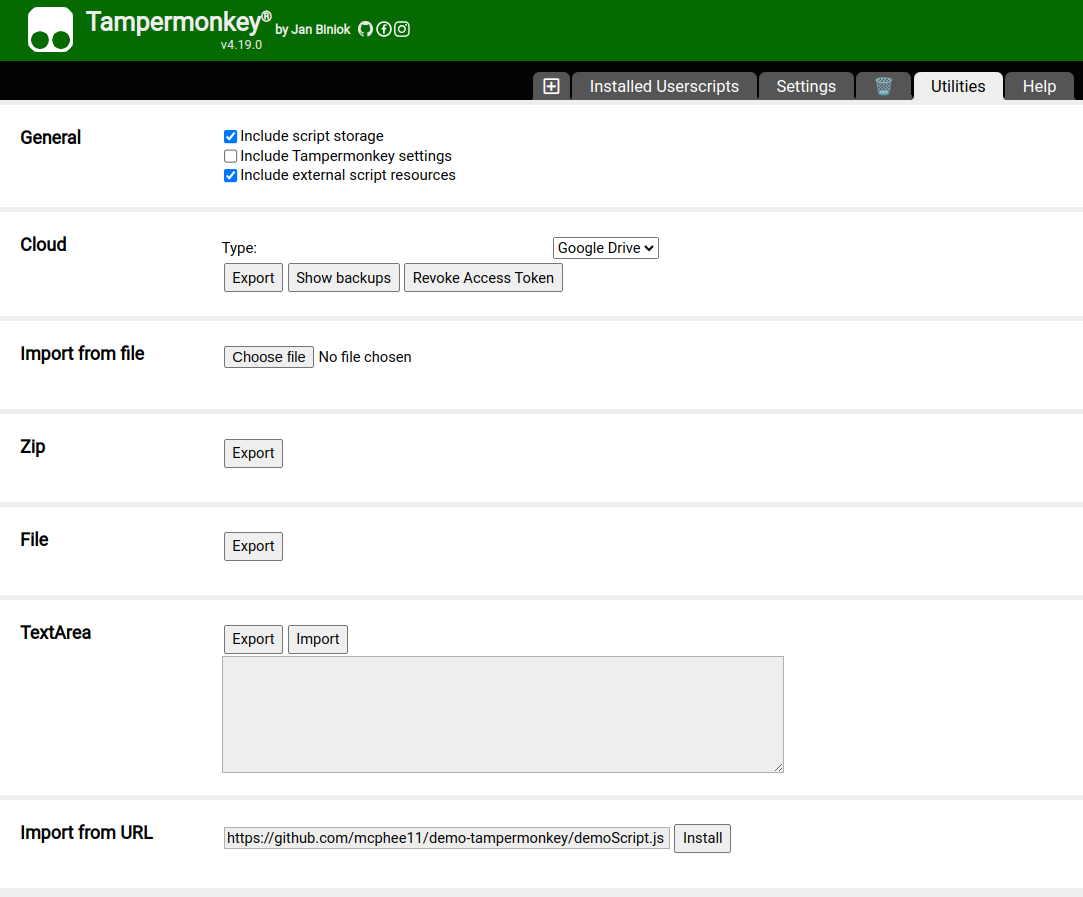 Tampermonkey® by Jan Biniok
v4.19.0
Installed Userscripts Settings Utilities Help
General
Include script storage
Include Tampermonkey settings
Include external script resources
Cloud
Type: Google Drive
Export Show backups Revoke Access Token
Import from file
Choose file No file chosen
Zip
Export
File
Export
TextArea
Export Import
Import from URL
https://github.com/mcphee11/demo-tampermonkey/demoScript.js Install